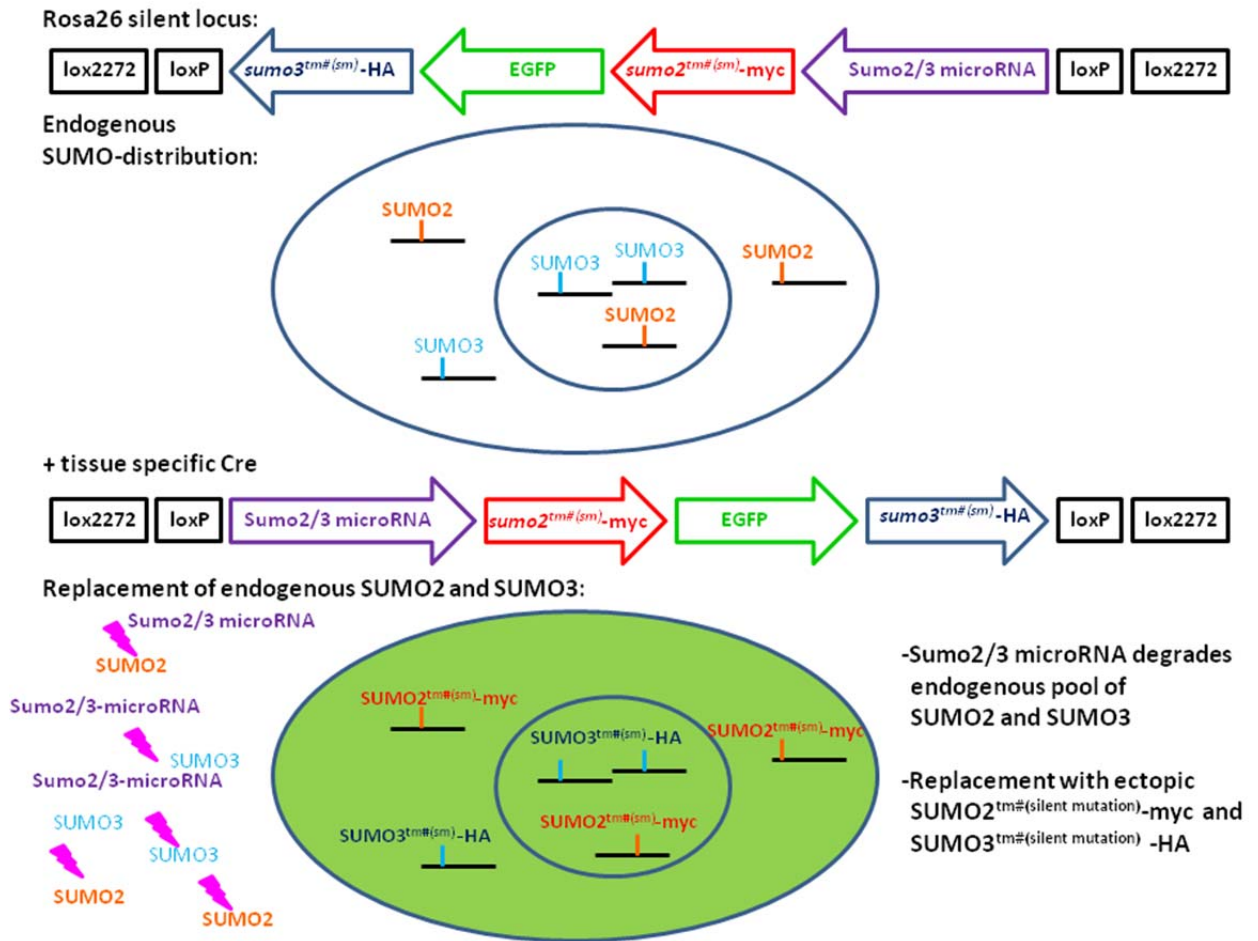 Rosa26 silent locus:
lox2272 loxP sumo3tm#(sm)-HA EGFP sumo2tm#(sm)-myc Sumo2/3 microRNA loxP lox2272
Endogenous
SUMO-distribution:
SUMO2
SUMO3 SUMO3 SUMO2
SUMO2
SUMO3
+ tissue specific Cre
lox2272 loxP Sumo2/3 microRNA sumo2tm#(sm)-myc EGFP sumo3tm#(sm)-HA loxP lox2272
Replacement of endogenous SUMO2 and SUMO3:
Sumo2/3 microRNA
SUMO2
Sumo2/3-microRNA
SUMO3
Sumo2/3-microRNA
SUMO3
SUMO3
SUMO2
SUMO2
SUMO2tm#(sm)-myc
SUMO3tm#(sm)-HA
SUMO2tm#(sm)-myc
SUMO2tm#(sm)-myc
SUMO3tm#(sm)-HA
-Sumo2/3 microRNA degrades
endogenous pool of
SUMO2 and SUMO3
-Replacement with ectopic
SUMO2tm#(silent mutation)-myc and
SUMO3tm#(silent mutation) -HA